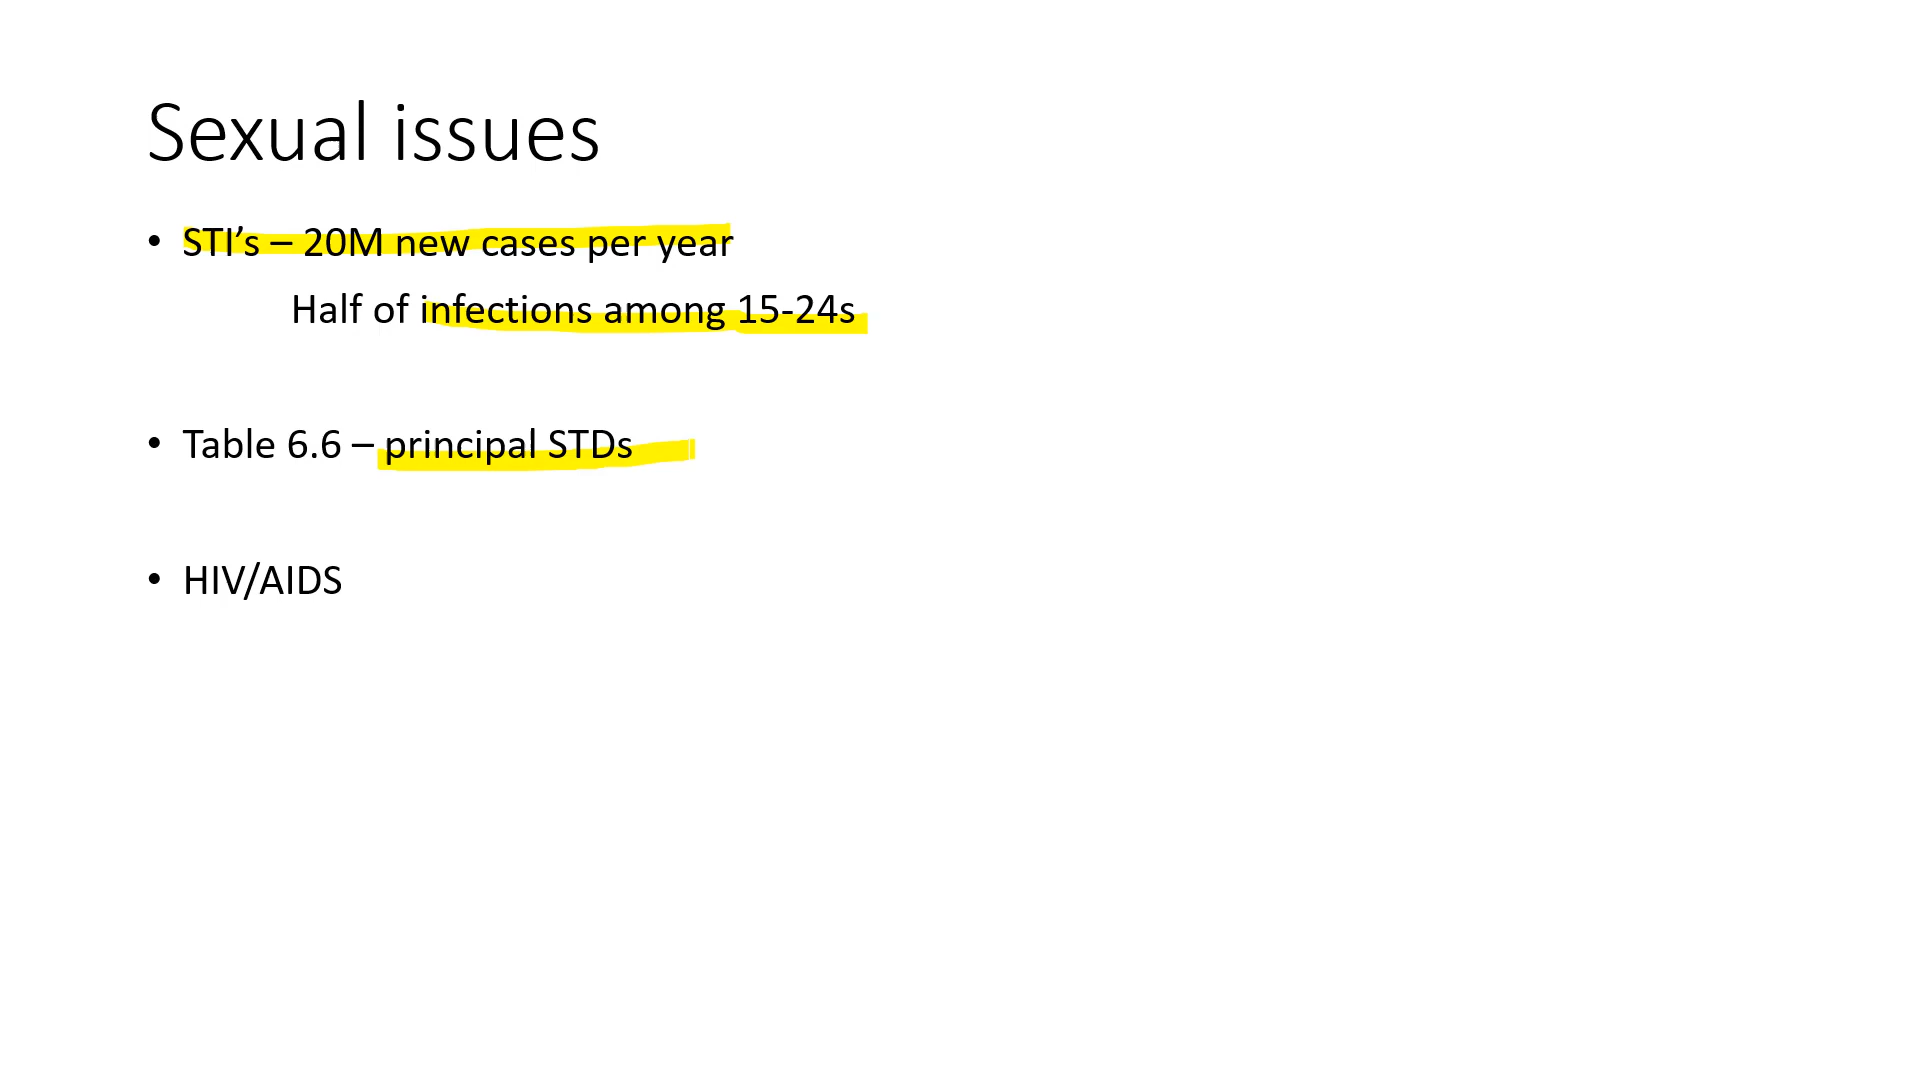 Sexual issues
• STI’s – 20M new cases per year
Half of infections among 15-24s
• Table 6.6 – principal STDs
• HIV/AIDS